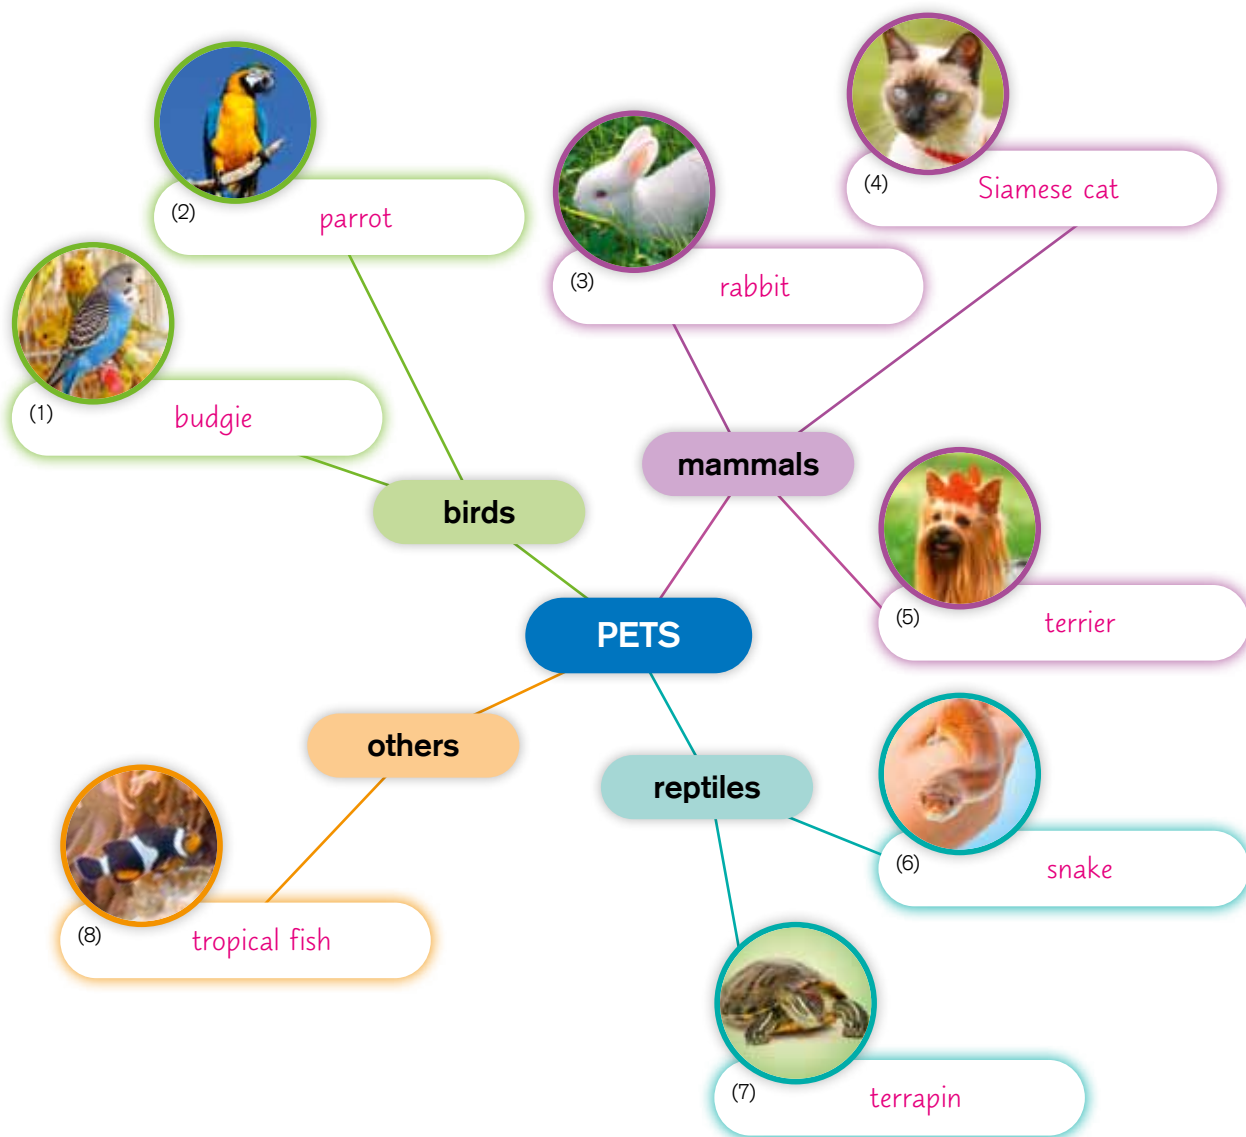 (4)
Siamese cat
(2)
parrot
(3)
rabbit
(1)
budgie
mammals
birds
(5)
terrier
PETS
others
reptiles
(6)
snake
(8)
tropical fish
(7)
terrapin